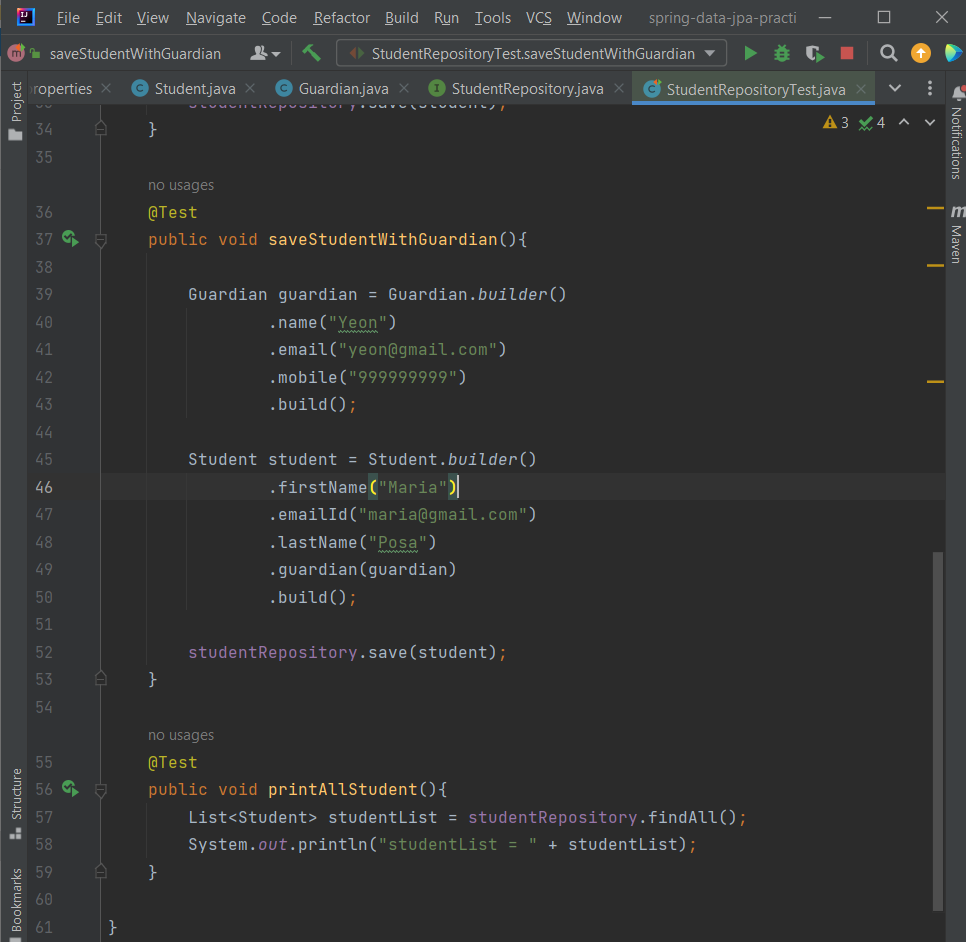 File Edit View Navigate Code Refactor Build Run Tools VCS Window spring-data-jpa-practi
saveStudentWithGuardian StudentRepositoryTest.saveStudentWithGuardian
roperties Student.java Guardian.java StudentRepository.java StudentRepositoryTest.java
Project
Notifications
Maven
Structure
Bookmarks
3 4
studentRepository.save(student);
34 }
35
no usages
36 @Test
37 public void saveStudentWithGuardian(){
38
39 Guardian guardian = Guardian.builder()
40 .name("Yeon")
41 .email("yeon@gmail.com")
42 .mobile("999999999")
43 .build();
44
45 Student student = Student.builder()
46 .firstName("Maria")
47 .emailId("maria@gmail.com")
48 .lastName("Posa")
49 .guardian(guardian)
50 .build();
51
52 studentRepository.save(student);
53 }
54
no usages
55 @Test
56 public void printAllStudent(){
57 List<Student> studentList = studentRepository.findAll();
58 System.out.println("studentList = " + studentList);
59 }
60
61 }